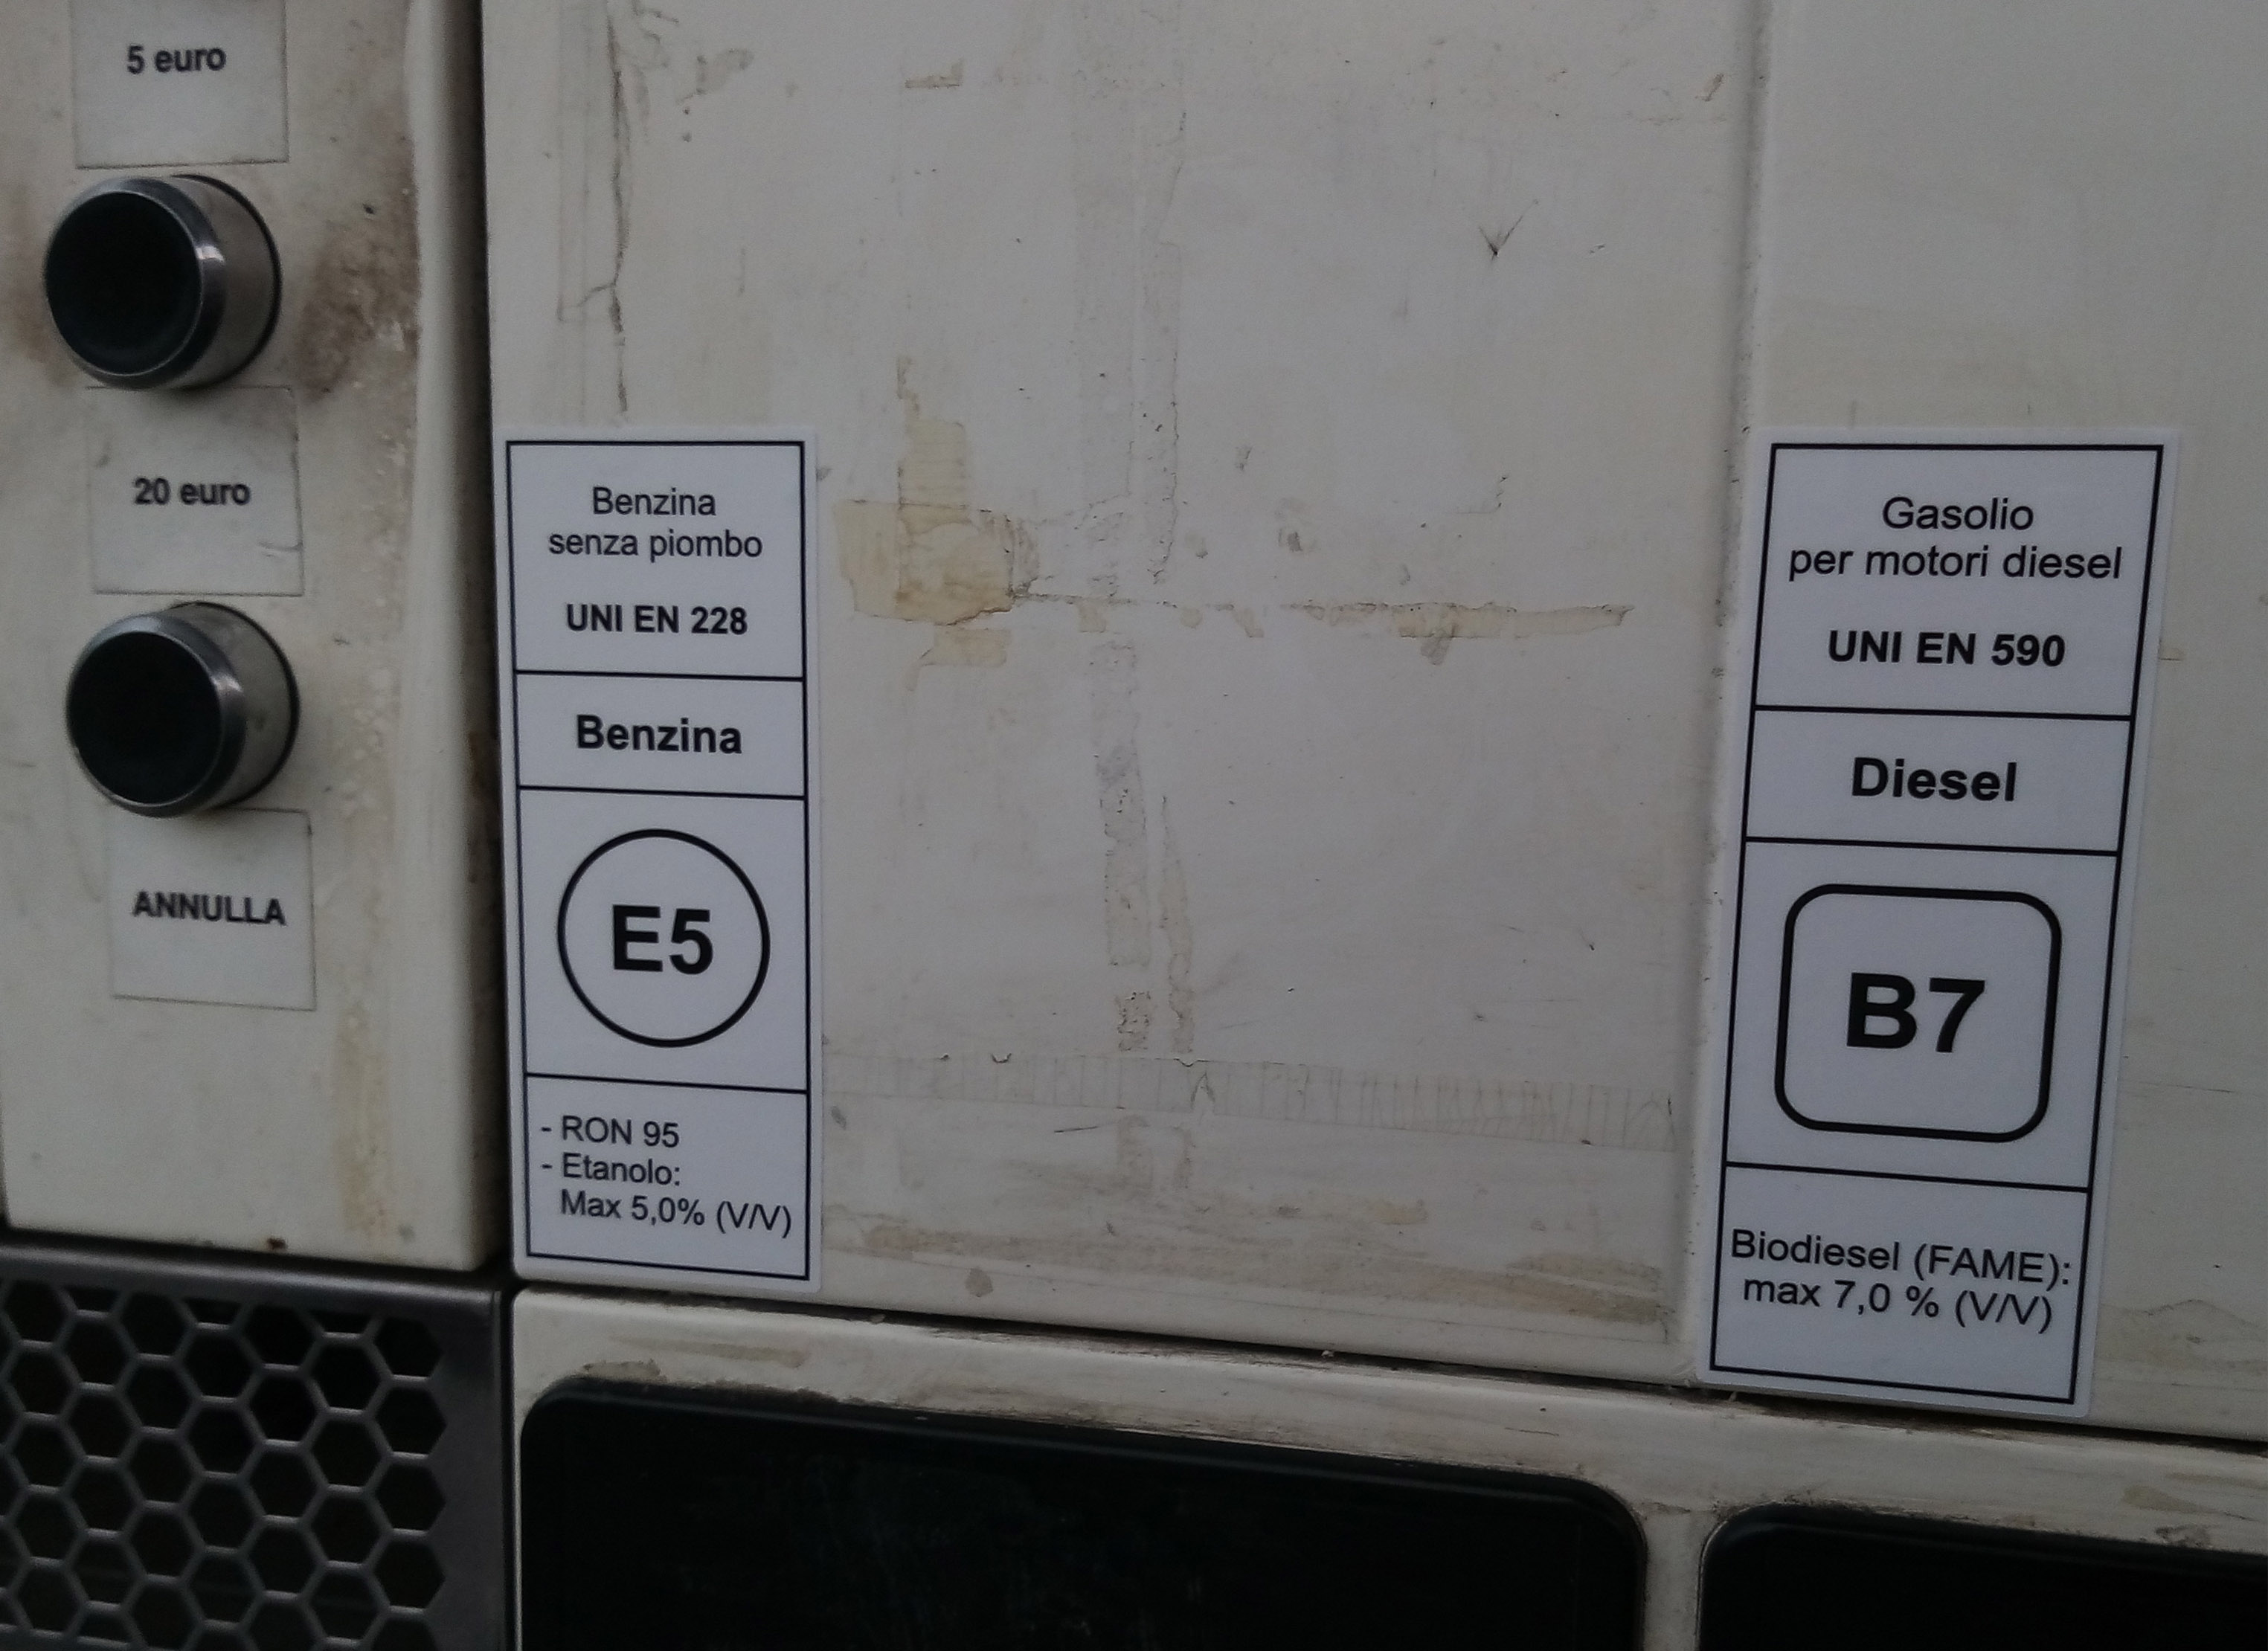 5 euro
20 euro
ANNULLA
Benzina
senza piombo
UNI EN 228
Benzina
E5
- RON 95
- Etanolo:
Max 5,0% (V/V)
Gasolio
per motori diesel
UNI EN 590
Diesel
B7
Biodiesel (FAME):
max 7,0 % (V/V)